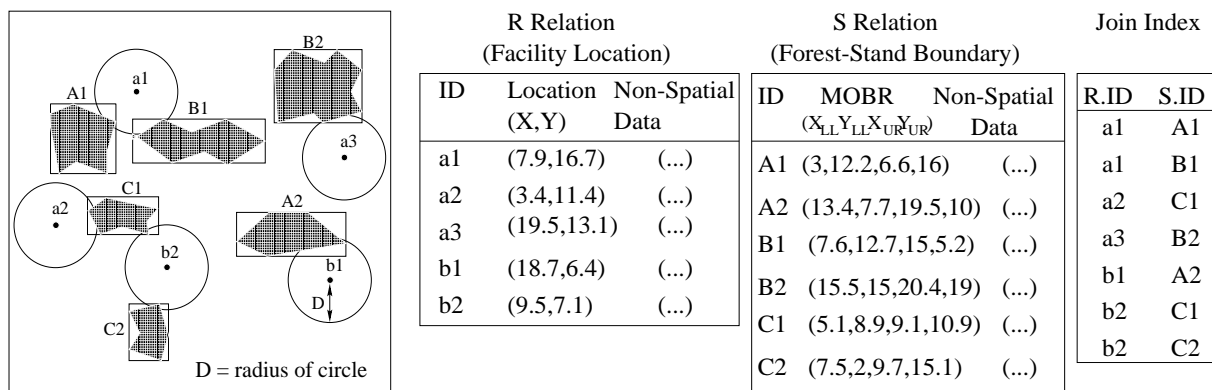 B2
a1
A1
B1
a3
C1
a2
A2
b2
b1
D
C2
D = radius of circle
R Relation
(Facility Location)
ID Location Non-Spatial
(X,Y) Data
a1 (7.9,16.7) (...)
a2 (3.4,11.4) (...)
a3 (19.5,13.1) (...)
b1 (18.7,6.4) (...)
b2 (9.5,7.1) (...)
S Relation
(Forest-Stand Boundary)
ID MOBR Non-Spatial
(XLLYLLXURYUR) Data
A1 (3,12.2,6.6,16) (...)
A2 (13.4,7.7,19.5,10) (...)
B1 (7.6,12.7,15,5.2) (...)
B2 (15.5,15,20.4,19) (...)
C1 (5.1,8.9,9.1,10.9) (...)
C2 (7.5,2,9.7,15.1) (...)
Join Index
R.ID S.ID
a1 A1
a1 B1
a2 C1
a3 B2
b1 A2
b2 C1
b2 C2